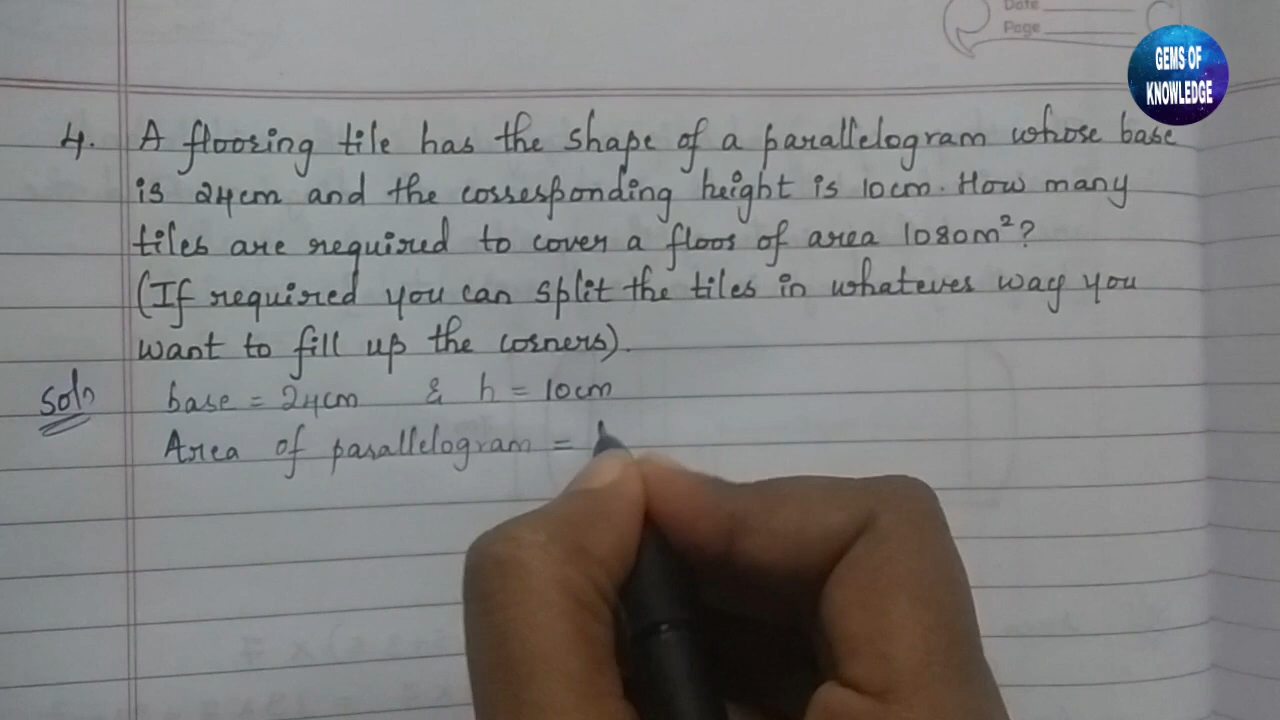 Date
Page
GEMS OF
KNOWLEDGE
4. A flooring tile has the shape of a parallelogram whose base
is 24cm and the corresponding height is 10cm. How many
tiles are required to cover a floor of area 1080m²?
(If required you can split the tiles in whatever way you
want to fill up the corners).
Soln base = 24cm & h = 10cm
Area of parallelogram =